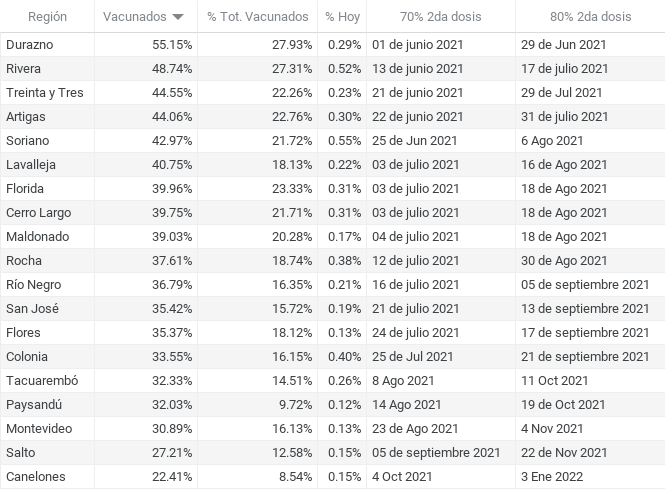 Región Vacunados % Tot. Vacunados % Hoy 70% 2da dosis 80% 2da dosis
Durazno 55.15% 27.93% 0.29% 01 de junio 2021 29 de Jun 2021
Rivera 48.74% 27.31% 0.52% 13 de junio 2021 17 de julio 2021
Treinta y Tres 44.55% 22.26% 0.23% 21 de junio 2021 29 de Jul 2021
Artigas 44.06% 22.76% 0.30% 22 de junio 2021 31 de julio 2021
Soriano 42.97% 21.72% 0.55% 25 de Jun 2021 6 Ago 2021
Lavalleja 40.75% 18.13% 0.22% 03 de julio 2021 16 de Ago 2021
Florida 39.96% 23.33% 0.31% 03 de julio 2021 18 de Ago 2021
Cerro Largo 39.75% 21.71% 0.31% 03 de julio 2021 18 de Ago 2021
Maldonado 39.03% 20.28% 0.17% 04 de julio 2021 18 de Ago 2021
Rocha 37.61% 18.74% 0.38% 12 de julio 2021 30 de Ago 2021
Río Negro 36.79% 16.35% 0.21% 16 de julio 2021 05 de septiembre 2021
San José 35.42% 15.72% 0.19% 21 de julio 2021 13 de septiembre 2021
Flores 35.37% 18.12% 0.13% 24 de julio 2021 17 de septiembre 2021
Colonia 33.55% 16.15% 0.40% 25 de Jul 2021 21 de septiembre 2021
Tacuarembó 32.33% 14.51% 0.26% 8 Ago 2021 11 Oct 2021
Paysandú 32.03% 9.72% 0.12% 14 Ago 2021 19 de Oct 2021
Montevideo 30.89% 16.13% 0.13% 23 de Ago 2021 4 Nov 2021
Salto 27.21% 12.58% 0.15% 05 de septiembre 2021 22 de Nov 2021
Canelones 22.41% 8.54% 0.15% 4 Oct 2021 3 Ene 2022